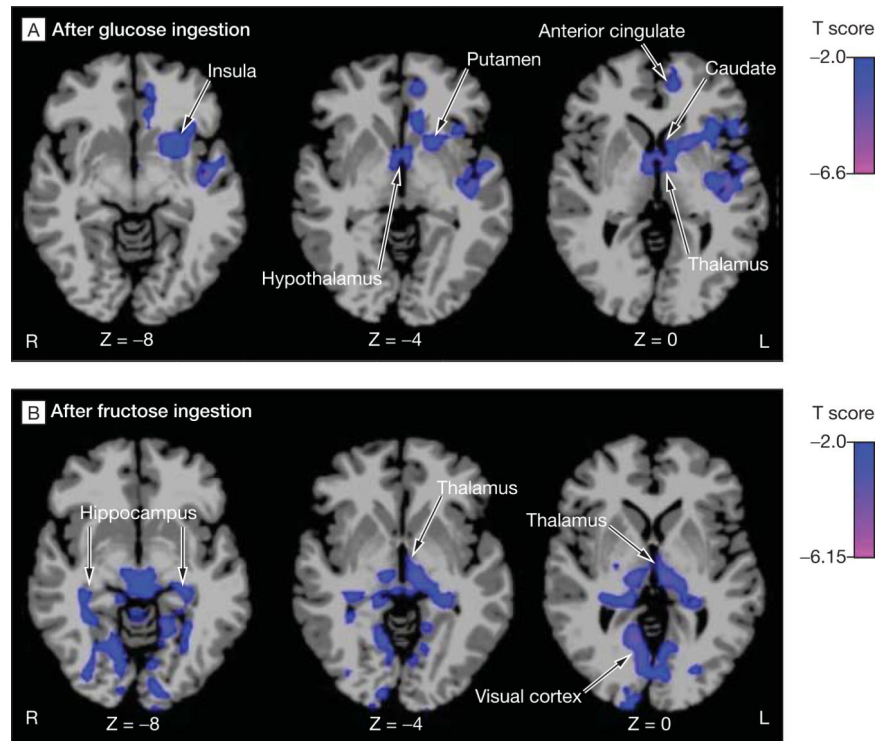 A After glucose ingestion
Insula
Putamen
Anterior cingulate
Caudate
Hypothalamus
Thalamus
R
Z = −8
Z = −4
Z = 0
L
T score
−2.0
−6.6
B After fructose ingestion
Hippocampus
Thalamus
Thalamus
Visual cortex
R
Z = −8
Z = −4
Z = 0
L
T score
−2.0
−6.15